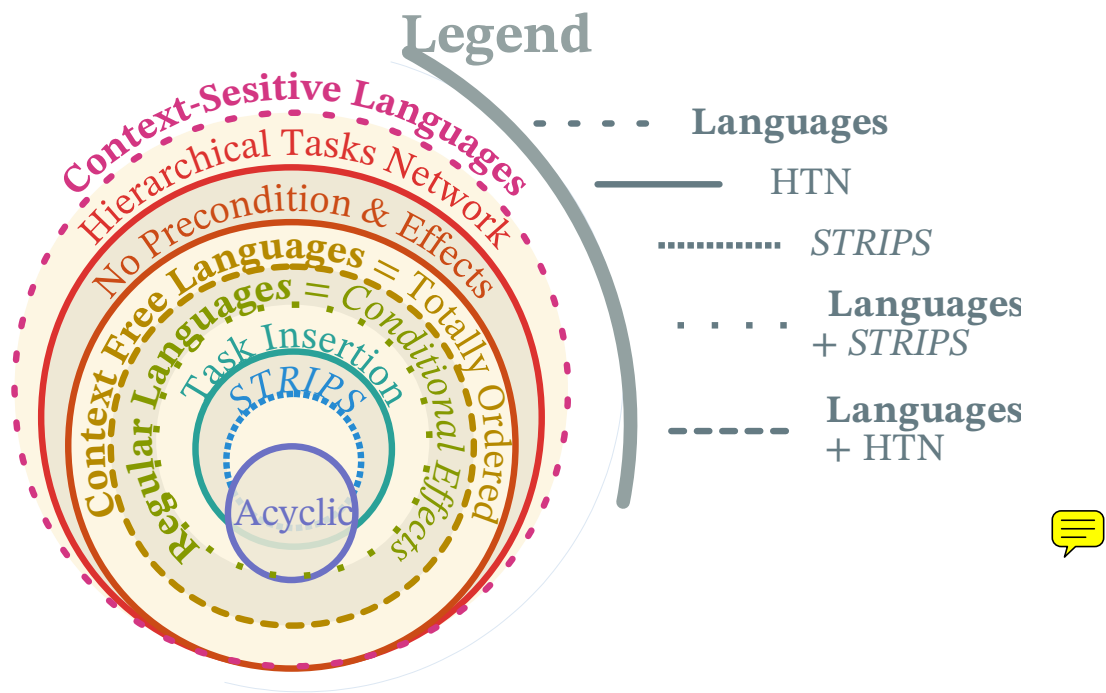 Legend
Context-Sesitive Languages
Hierarchical Tasks Network
No Precondition & Effects
Context Free Languages = Totally Ordered
Regular Languages = Conditional Effects
Task Insertion
STRIPS
Acyclic
Languages
HTN
STRIPS
Languages
+ STRIPS
Languages
+ HTN